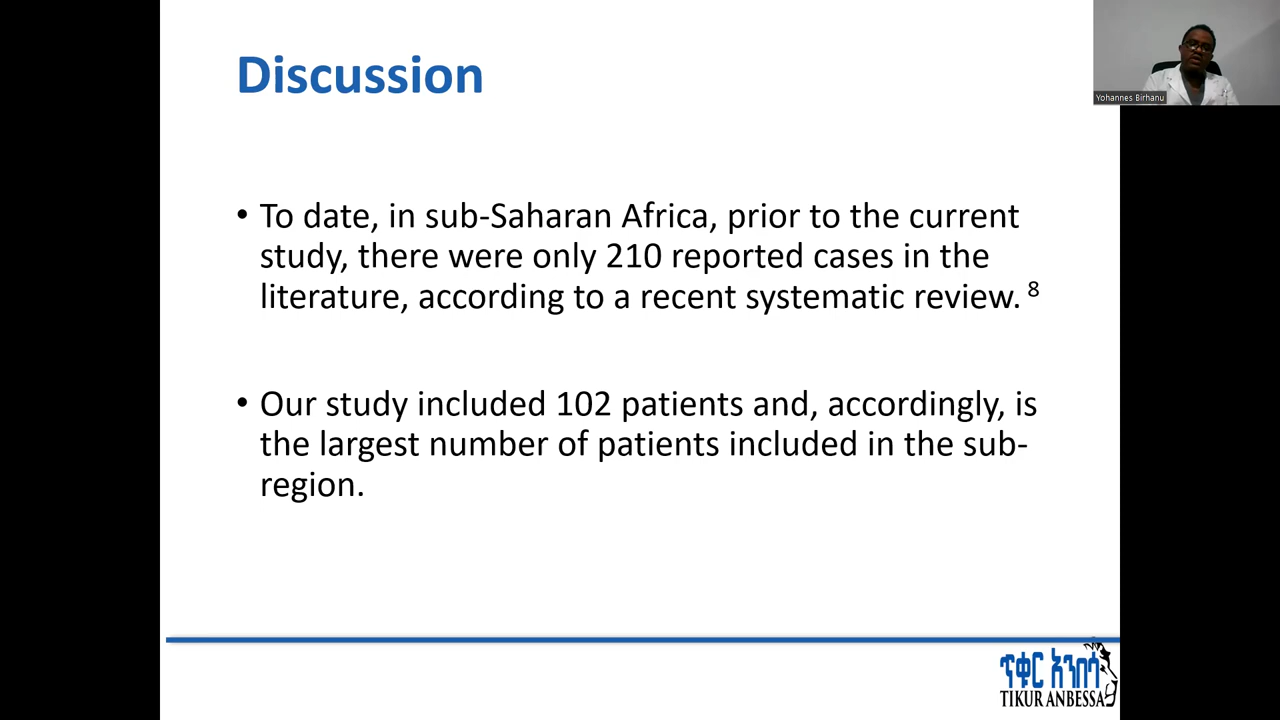 Discussion
Yohannes Birhanu
• To date, in sub-Saharan Africa, prior to the current
study, there were only 210 reported cases in the
literature, according to a recent systematic review. 8
• Our study included 102 patients and, accordingly, is
the largest number of patients included in the sub-
region.
ጥቁር አንበሳ
TIKUR ANBESSA